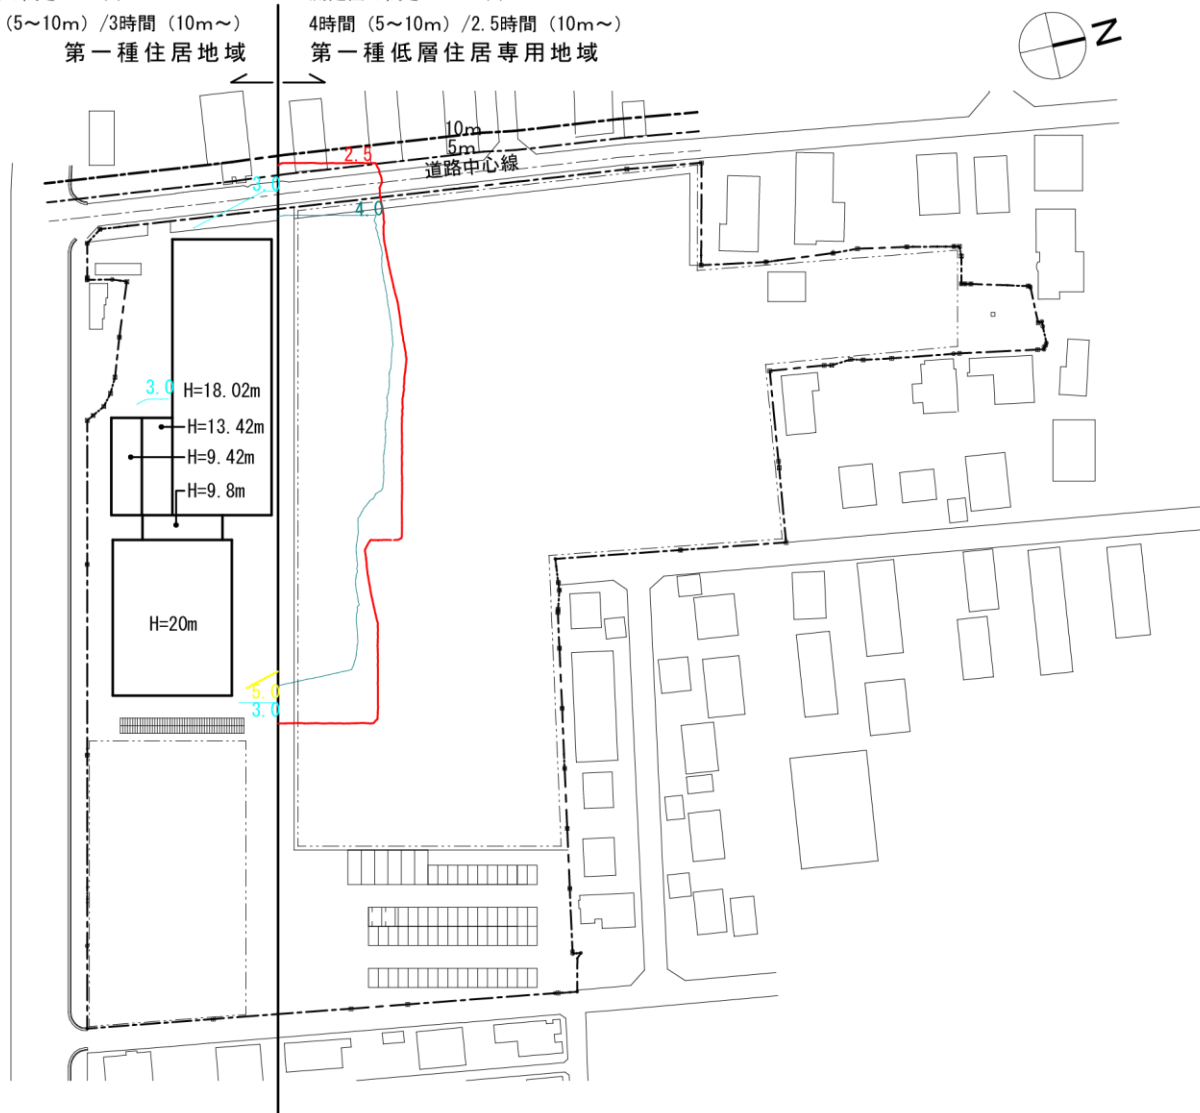 (5～10m) /3時間 (10m～)
4時間 (5～10m) /2.5時間 (10m～)
第一種住居地域
第一種低層住居専用地域
N
10m
5m
道路中心線
2.5
3.0
4.0
3.0
H=18.02m
H=13.42m
H=9.42m
H=9.8m
H=20m
5.0
3.0